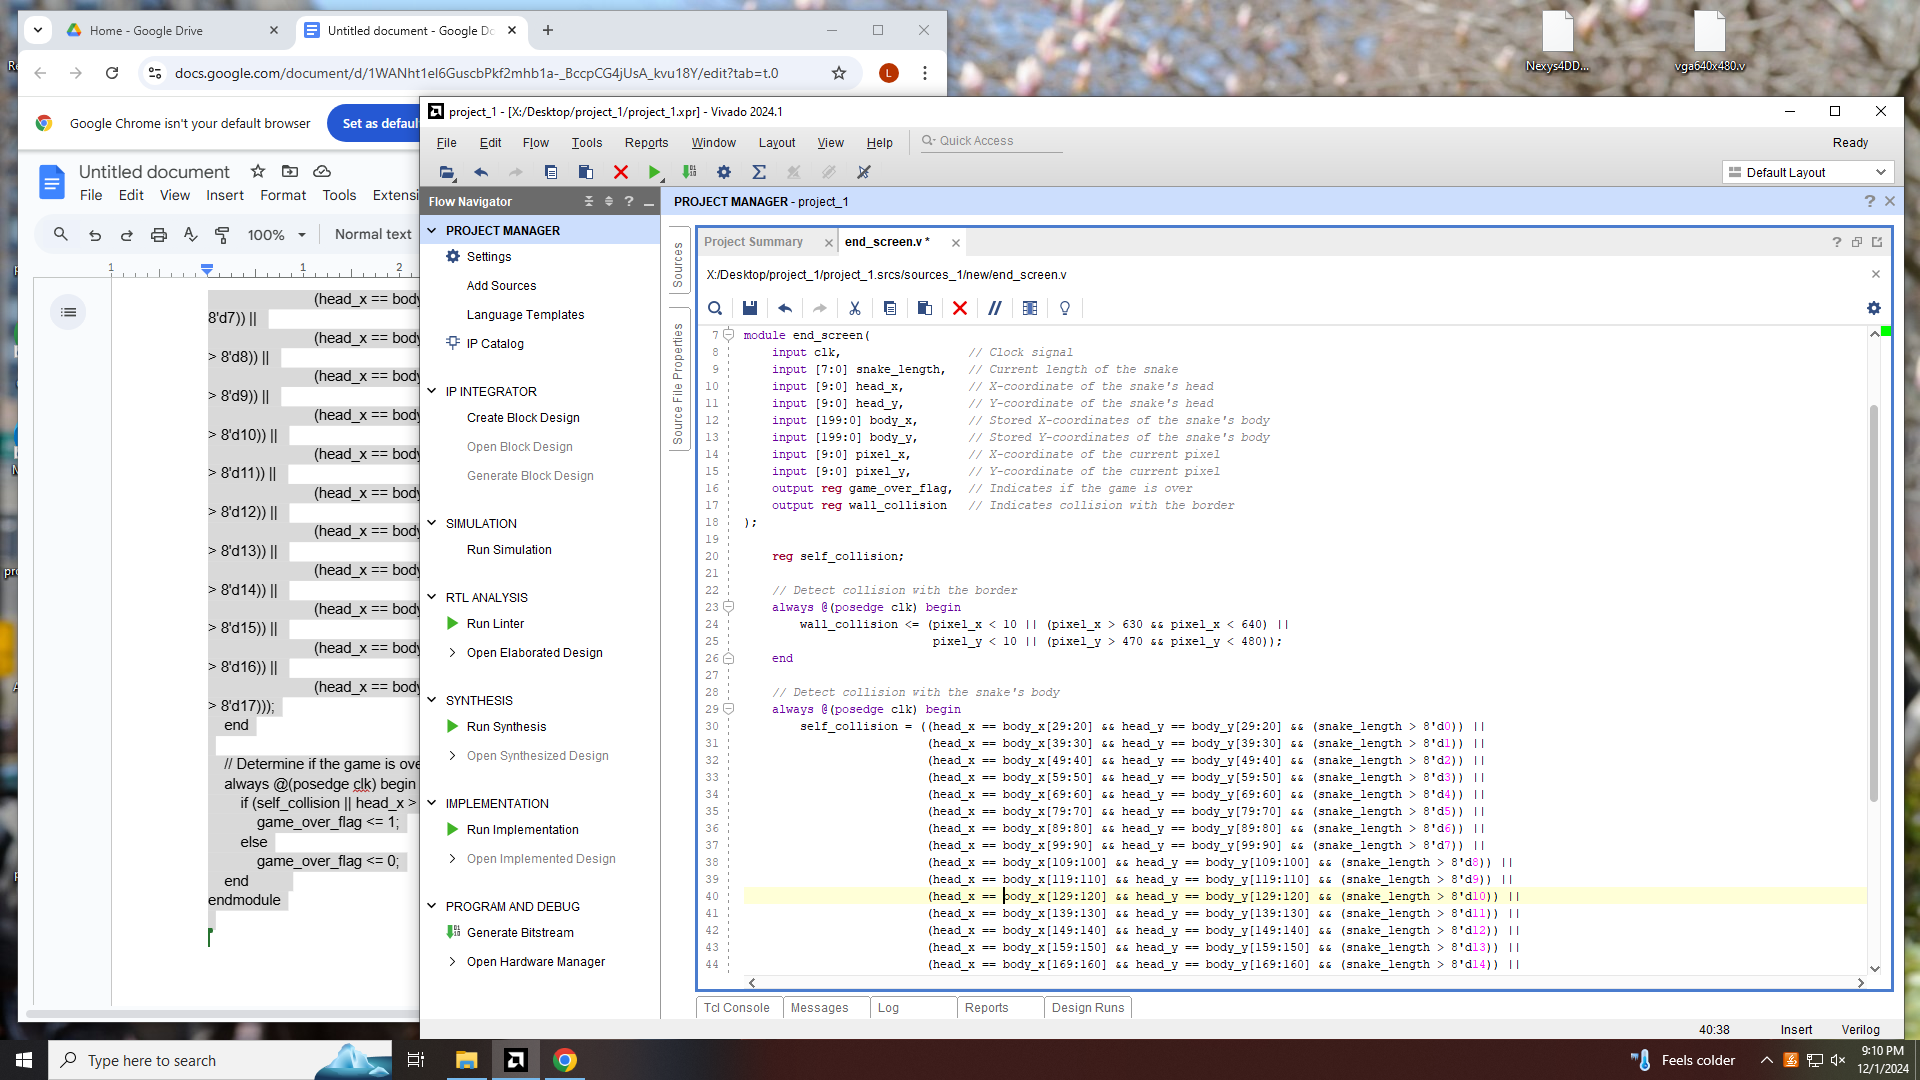 Home - Google Drive
Untitled document - Google Do
docs.google.com/document/d/1WANht1el6GuscbPkf2mhb1a-_BccpCG4jUsA_kvu18Y/edit?tab=t.0
L
Google Chrome isn't your default browser
Set as defaul
Untitled document
File Edit View Insert Format Tools Extensi
100% Normal text
1 1 2
(head_x == body
8'd7)) ||
(head_x == body
> 8'd8)) ||
(head_x == body
> 8'd9)) ||
(head_x == body
> 8'd10)) ||
(head_x == body
> 8'd11)) ||
(head_x == body
> 8'd12)) ||
(head_x == body
> 8'd13)) ||
(head_x == body
> 8'd14)) ||
(head_x == body
> 8'd15)) ||
(head_x == body
> 8'd16)) ||
(head_x == body
> 8'd17)));
end
// Determine if the game is ove
always @(posedge clk) begin
if (self_collision || head_x >
game_over_flag <= 1;
else
game_over_flag <= 0;
end
endmodule
Nexys4DD...
vga640x480.v
project_1 - [X:/Desktop/project_1/project_1.xpr] - Vivado 2024.1
File Edit Flow Tools Reports Window Layout View Help
Quick Access
Ready
Default Layout
Flow Navigator
PROJECT MANAGER
Settings
Add Sources
Language Templates
IP Catalog
IP INTEGRATOR
Create Block Design
Open Block Design
Generate Block Design
SIMULATION
Run Simulation
RTL ANALYSIS
Run Linter
Open Elaborated Design
SYNTHESIS
Run Synthesis
Open Synthesized Design
IMPLEMENTATION
Run Implementation
Open Implemented Design
PROGRAM AND DEBUG
Generate Bitstream
Open Hardware Manager
PROJECT MANAGER - project_1
Sources
Source File Properties
Project Summary
end_screen.v *
X:/Desktop/project_1/project_1.srcs/sources_1/new/end_screen.v
7 module end_screen(
8 input clk, // Clock signal
9 input [7:0] snake_length, // Current length of the snake
10 input [9:0] head_x, // X-coordinate of the snake's head
11 input [9:0] head_y, // Y-coordinate of the snake's head
12 input [199:0] body_x, // Stored X-coordinates of the snake's body
13 input [199:0] body_y, // Stored Y-coordinates of the snake's body
14 input [9:0] pixel_x, // X-coordinate of the current pixel
15 input [9:0] pixel_y, // Y-coordinate of the current pixel
16 output reg game_over_flag, // Indicates if the game is over
17 output reg wall_collision // Indicates collision with the border
18 );
19
20 reg self_collision;
21
22 // Detect collision with the border
23 always @(posedge clk) begin
24 wall_collision <= (pixel_x < 10 || (pixel_x > 630 && pixel_x < 640) ||
25 pixel_y < 10 || (pixel_y > 470 && pixel_y < 480));
26 end
27
28 // Detect collision with the snake's body
29 always @(posedge clk) begin
30 self_collision = ((head_x == body_x[29:20] && head_y == body_y[29:20] && (snake_length > 8'd0)) ||
31 (head_x == body_x[39:30] && head_y == body_y[39:30] && (snake_length > 8'd1)) ||
32 (head_x == body_x[49:40] && head_y == body_y[49:40] && (snake_length > 8'd2)) ||
33 (head_x == body_x[59:50] && head_y == body_y[59:50] && (snake_length > 8'd3)) ||
34 (head_x == body_x[69:60] && head_y == body_y[69:60] && (snake_length > 8'd4)) ||
35 (head_x == body_x[79:70] && head_y == body_y[79:70] && (snake_length > 8'd5)) ||
36 (head_x == body_x[89:80] && head_y == body_y[89:80] && (snake_length > 8'd6)) ||
37 (head_x == body_x[99:90] && head_y == body_y[99:90] && (snake_length > 8'd7)) ||
38 (head_x == body_x[109:100] && head_y == body_y[109:100] && (snake_length > 8'd8)) ||
39 (head_x == body_x[119:110] && head_y == body_y[119:110] && (snake_length > 8'd9)) ||
40 (head_x == body_x[129:120] && head_y == body_y[129:120] && (snake_length > 8'd10)) ||
41 (head_x == body_x[139:130] && head_y == body_y[139:130] && (snake_length > 8'd11)) ||
42 (head_x == body_x[149:140] && head_y == body_y[149:140] && (snake_length > 8'd12)) ||
43 (head_x == body_x[159:150] && head_y == body_y[159:150] && (snake_length > 8'd13)) ||
44 (head_x == body_x[169:160] && head_y == body_y[169:160] && (snake_length > 8'd14)) ||
Tcl Console Messages Log Reports Design Runs
40:38 Insert Verilog
Type here to search
Feels colder
9:10 PM
12/1/2024